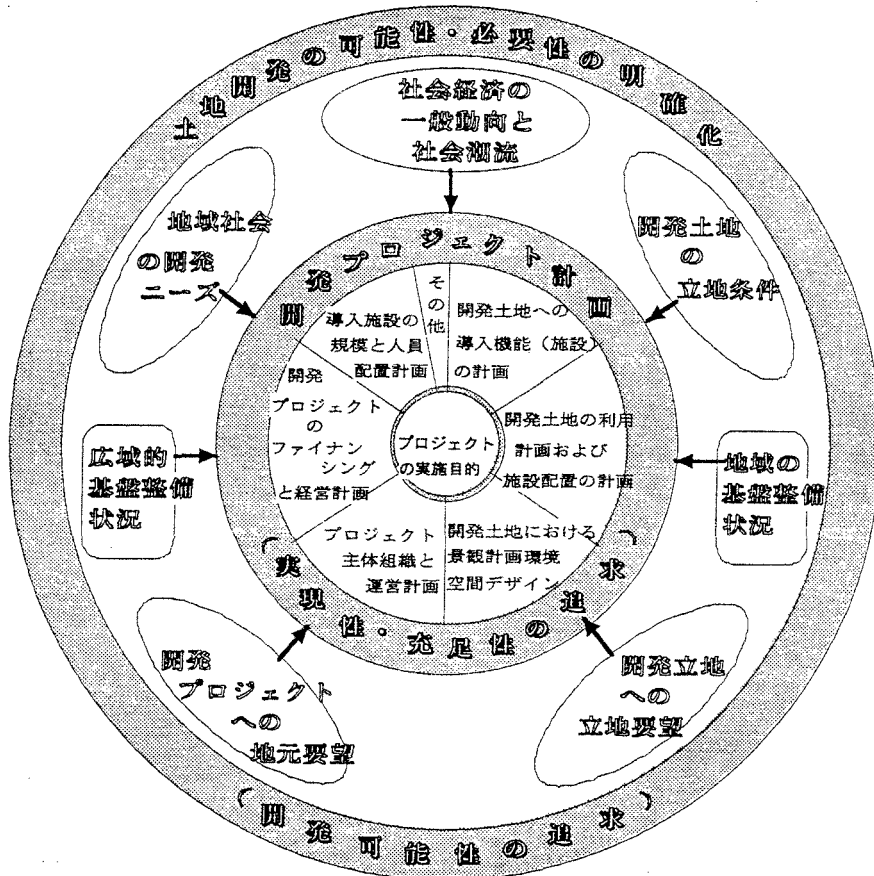 土地開発の可能性・必要性の明確化
社会経済の
一般動向と
社会潮流
地域社会
の開発
ニーズ
開発土地
の
立地条件
開発プロジェクト計画
その他
導入施設の
規模と人員
配置計画
開発土地への
導入機能（施設）
の計画
開発
プロジェクト
の
ファイナン
シング
と経営計画
プロジェクト
の実施目的
開発土地の利用
計画および
施設配置の計画
広域的
基盤整備
状況
地域の
基盤整備
状況
プロジェクト
主体組織と
運営計画
開発土地における
景観計画環境
空間デザイン
（実現性・充足性の追求）
開発
プロジェクト
への
地元要望
開発立地
への
立地要望
（開発可能性の追求）